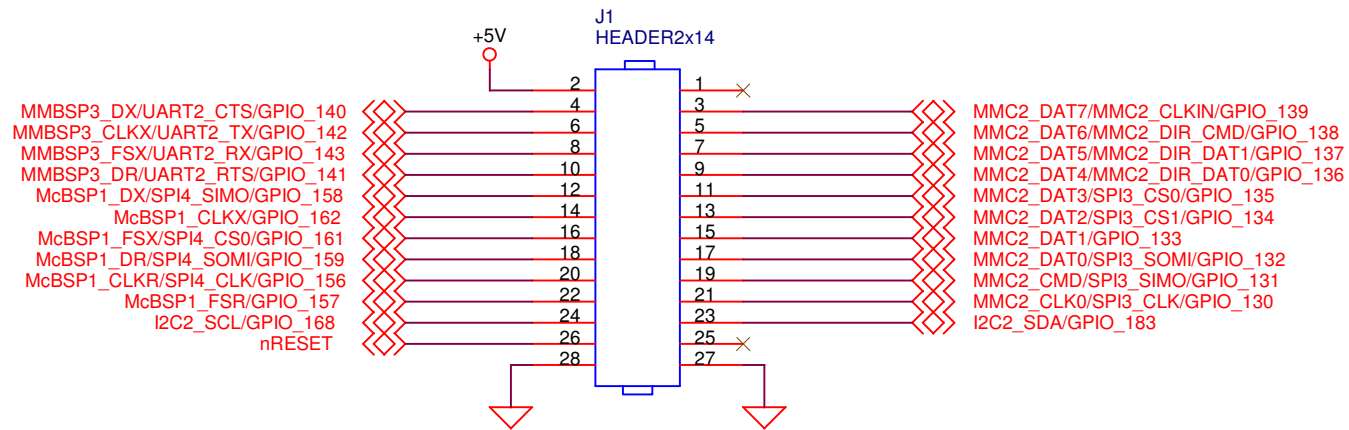 J1
HEADER2x14
+5V
2 1
MMBSP3_DX/UART2_CTS/GPIO_140 4 3 MMC2_DAT7/MMC2_CLKIN/GPIO_139
MMBSP3_CLKX/UART2_TX/GPIO_142 6 5 MMC2_DAT6/MMC2_DIR_CMD/GPIO_138
MMBSP3_FSX/UART2_RX/GPIO_143 8 7 MMC2_DAT5/MMC2_DIR_DAT1/GPIO_137
MMBSP3_DR/UART2_RTS/GPIO_141 10 9 MMC2_DAT4/MMC2_DIR_DAT0/GPIO_136
McBSP1_DX/SPI4_SIMO/GPIO_158 12 11 MMC2_DAT3/SPI3_CS0/GPIO_135
McBSP1_CLKX/GPIO_162 14 13 MMC2_DAT2/SPI3_CS1/GPIO_134
McBSP1_FSX/SPI4_CS0/GPIO_161 16 15 MMC2_DAT1/GPIO_133
McBSP1_DR/SPI4_SOMI/GPIO_159 18 17 MMC2_DAT0/SPI3_SOMI/GPIO_132
McBSP1_CLKR/SPI4_CLK/GPIO_156 20 19 MMC2_CMD/SPI3_SIMO/GPIO_131
McBSP1_FSR/GPIO_157 22 21 MMC2_CLK0/SPI3_CLK/GPIO_130
I2C2_SCL/GPIO_168 24 23 I2C2_SDA/GPIO_183
nRESET 26 25
28 27